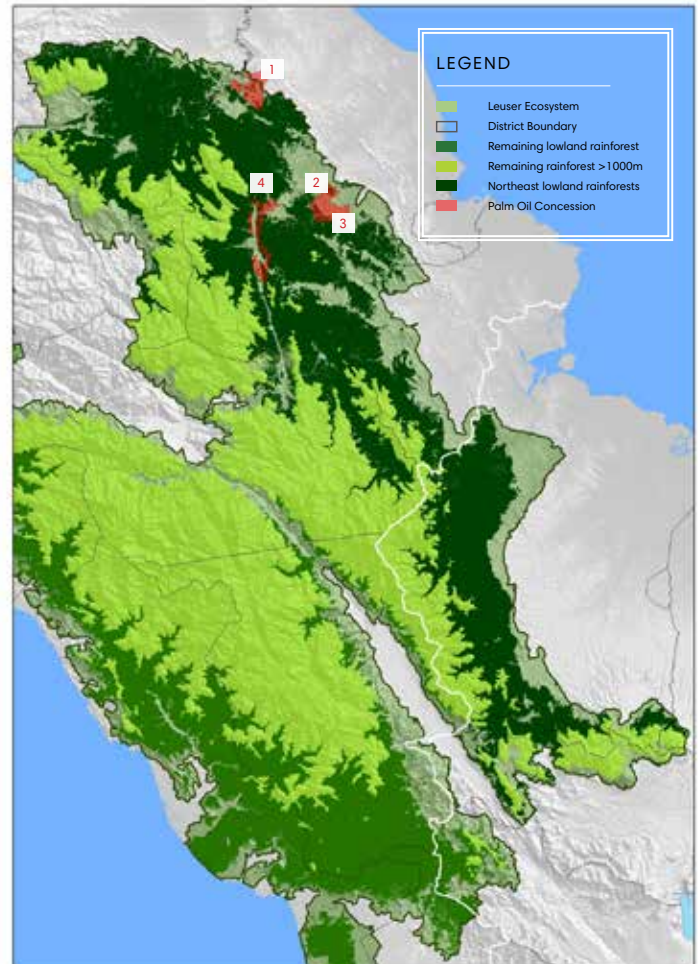 1
4
2
3
LEGEND
Leuser Ecosystem
District Boundary
Remaining lowland rainforest
Remaining rainforest >1000m
Northeast lowland rainforests
Palm Oil Concession